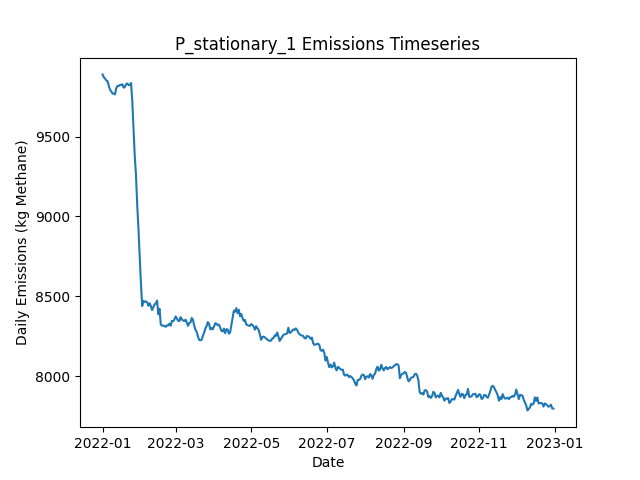 P_stationary_1 Emissions Timeseries
Daily Emissions (kg Methane)
9500
9000
8500
8000
2022-01 2022-03 2022-05 2022-07 2022-09 2022-11 2023-01
Date